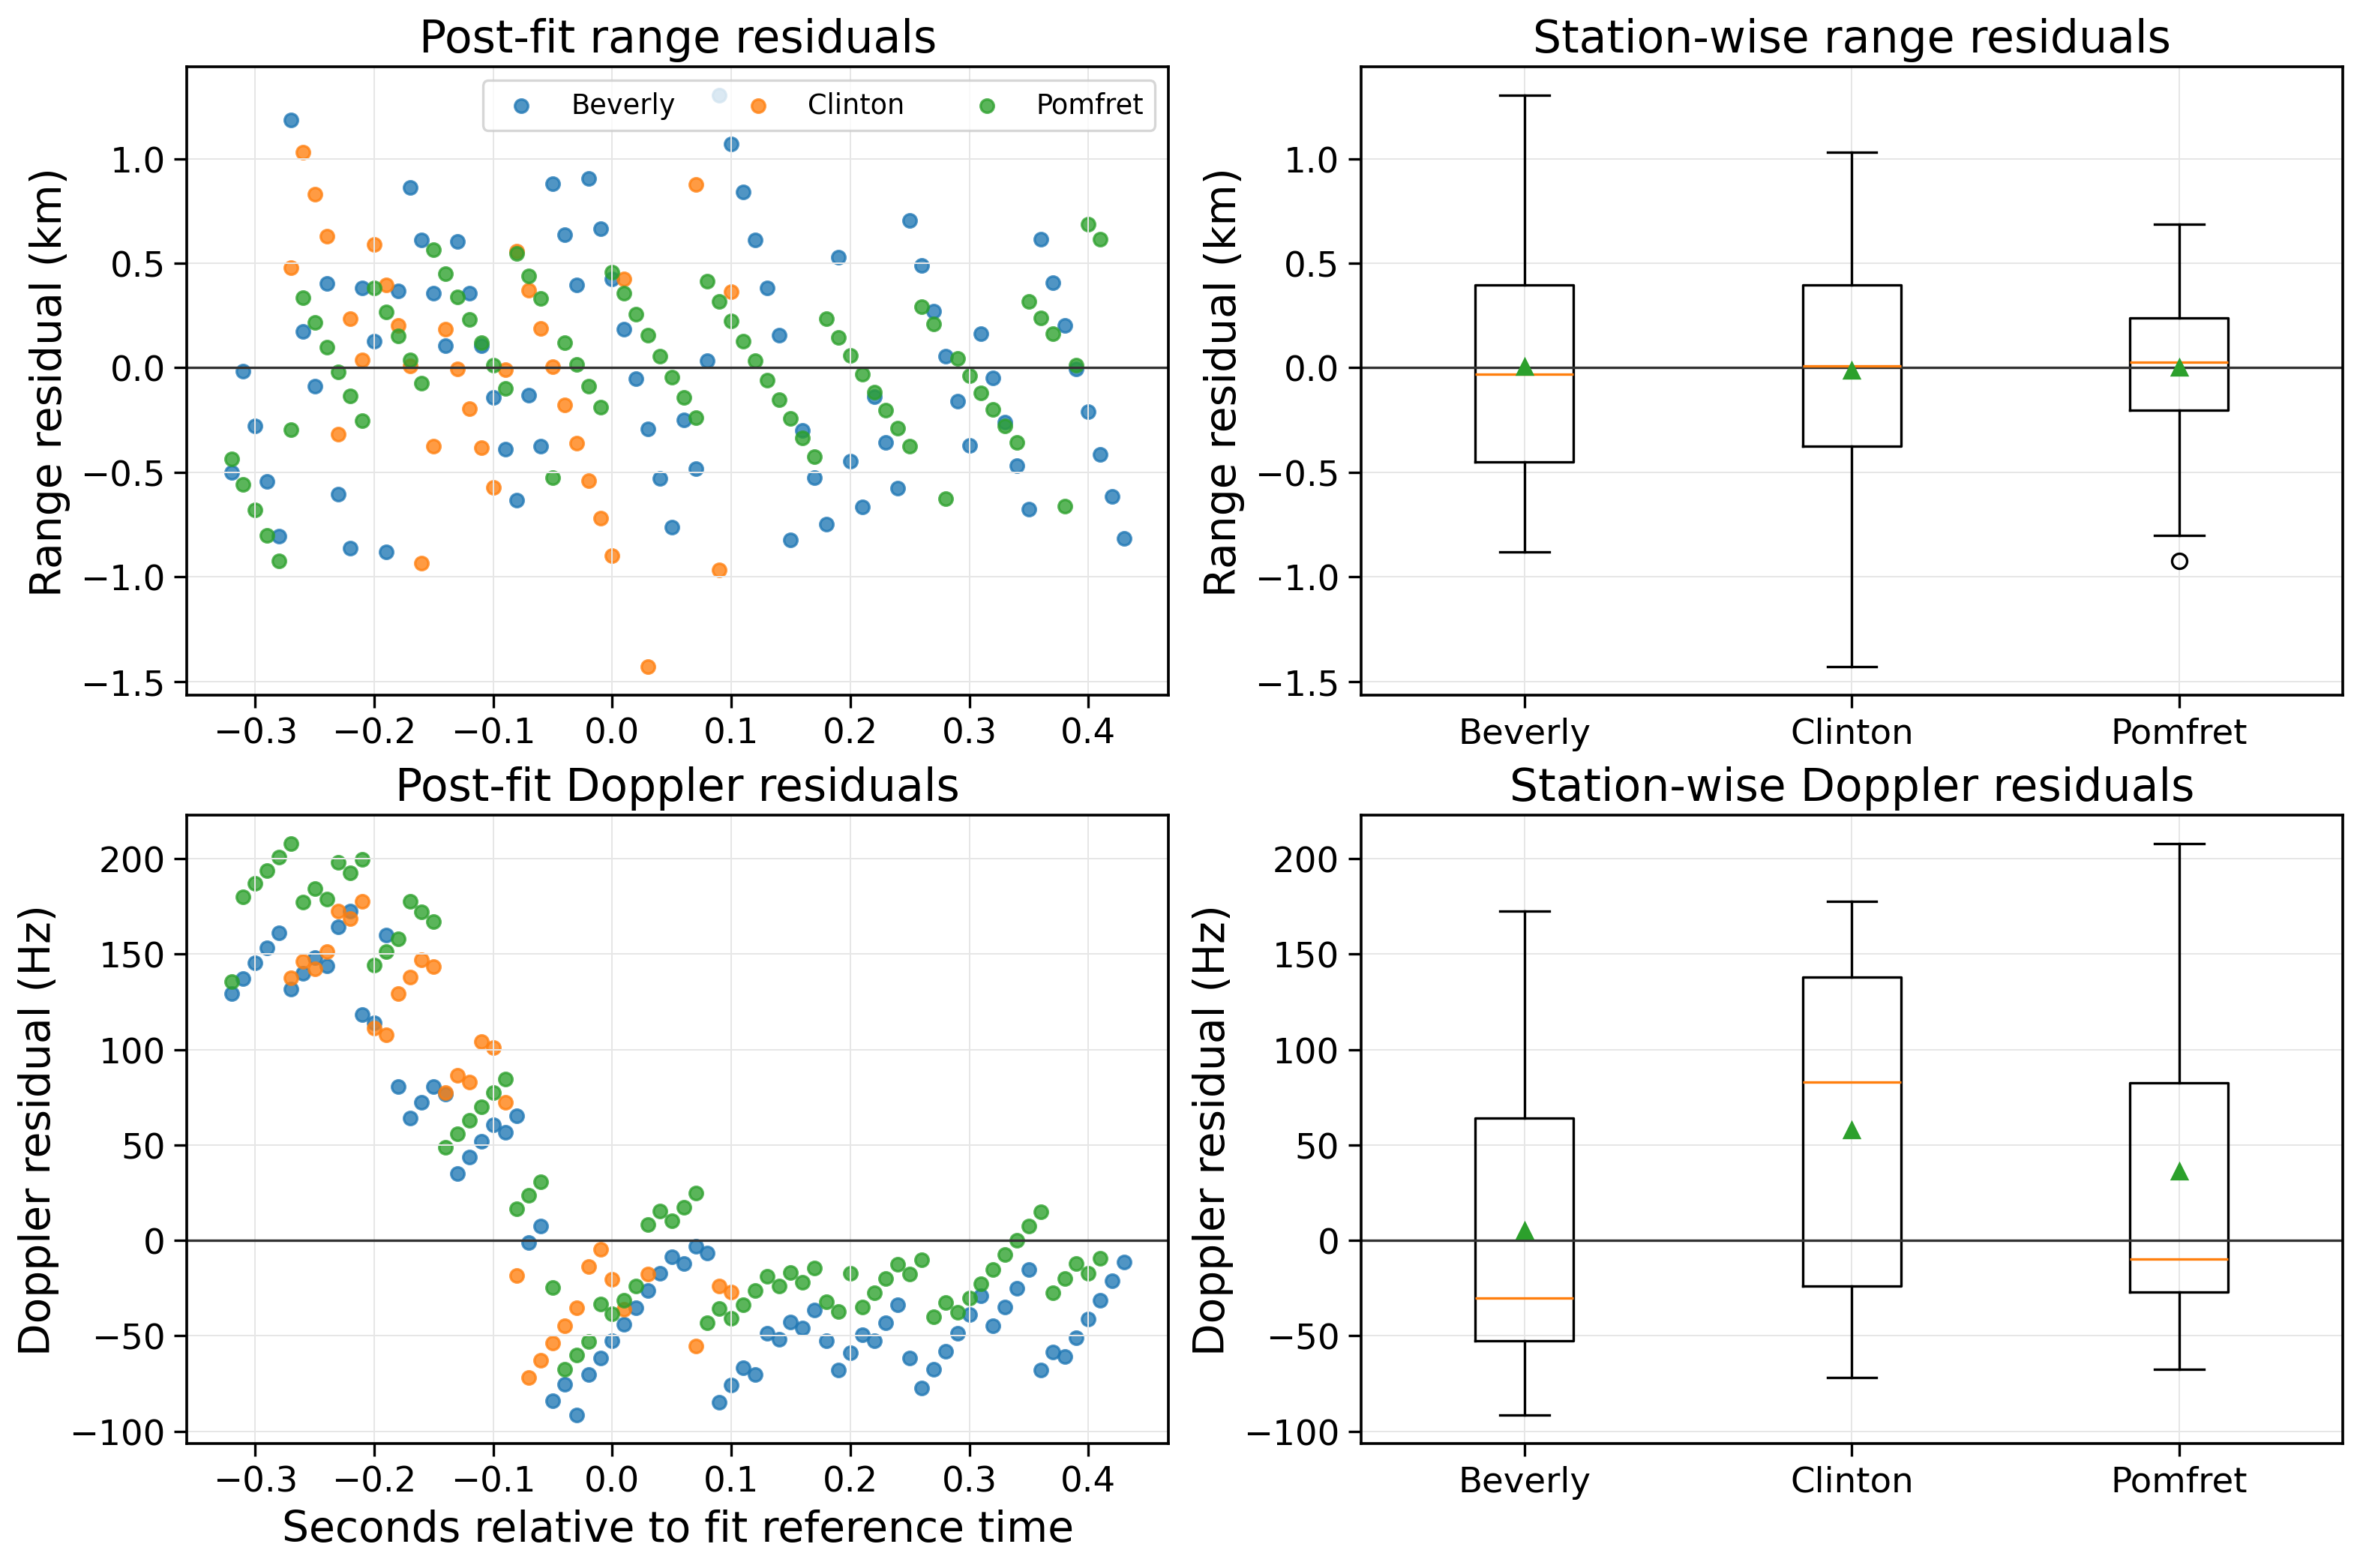 Post-fit range residuals
Range residual (km)
1.0
0.5
0.0
−0.5
−1.0
−1.5
Beverly Clinton Pomfret
−0.3 −0.2 −0.1 0.0 0.1 0.2 0.3 0.4
Station-wise range residuals
Range residual (km)
1.0
0.5
0.0
−0.5
−1.0
−1.5
Beverly Clinton Pomfret
Post-fit Doppler residuals
Doppler residual (Hz)
200
150
100
50
0
−50
−100
−0.3 −0.2 −0.1 0.0 0.1 0.2 0.3 0.4
Seconds relative to fit reference time
Station-wise Doppler residuals
Doppler residual (Hz)
200
150
100
50
0
−50
−100
Beverly Clinton Pomfret